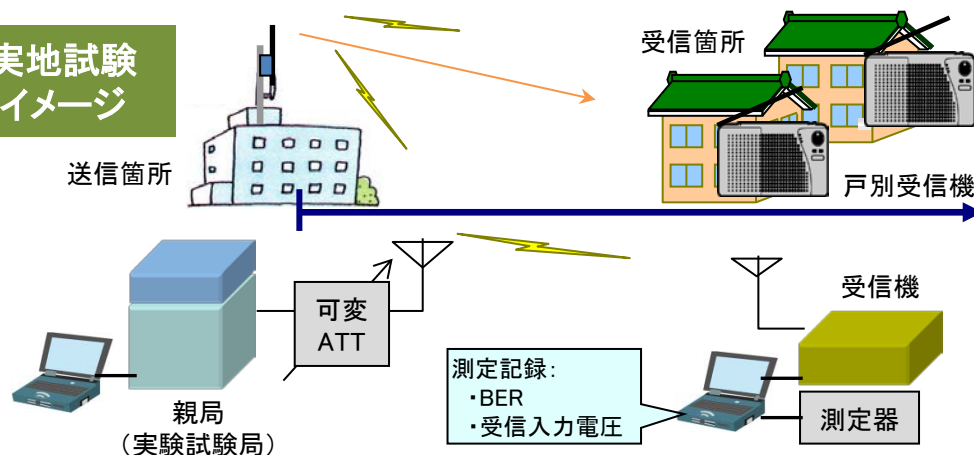 実地試験
イメージ
送信箇所
受信箇所
戸別受信機
可変
ATT
親局
（実験試験局）
測定記録：
・BER
・受信入力電圧
受信機
測定器